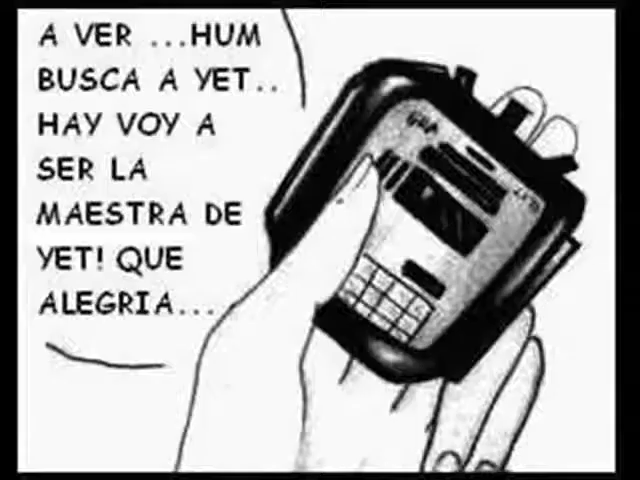 A VER ...HUM
BUSCA A YET..
HAY VOY A
SER LA
MAESTRA DE
YET! QUE
ALEGRIA...